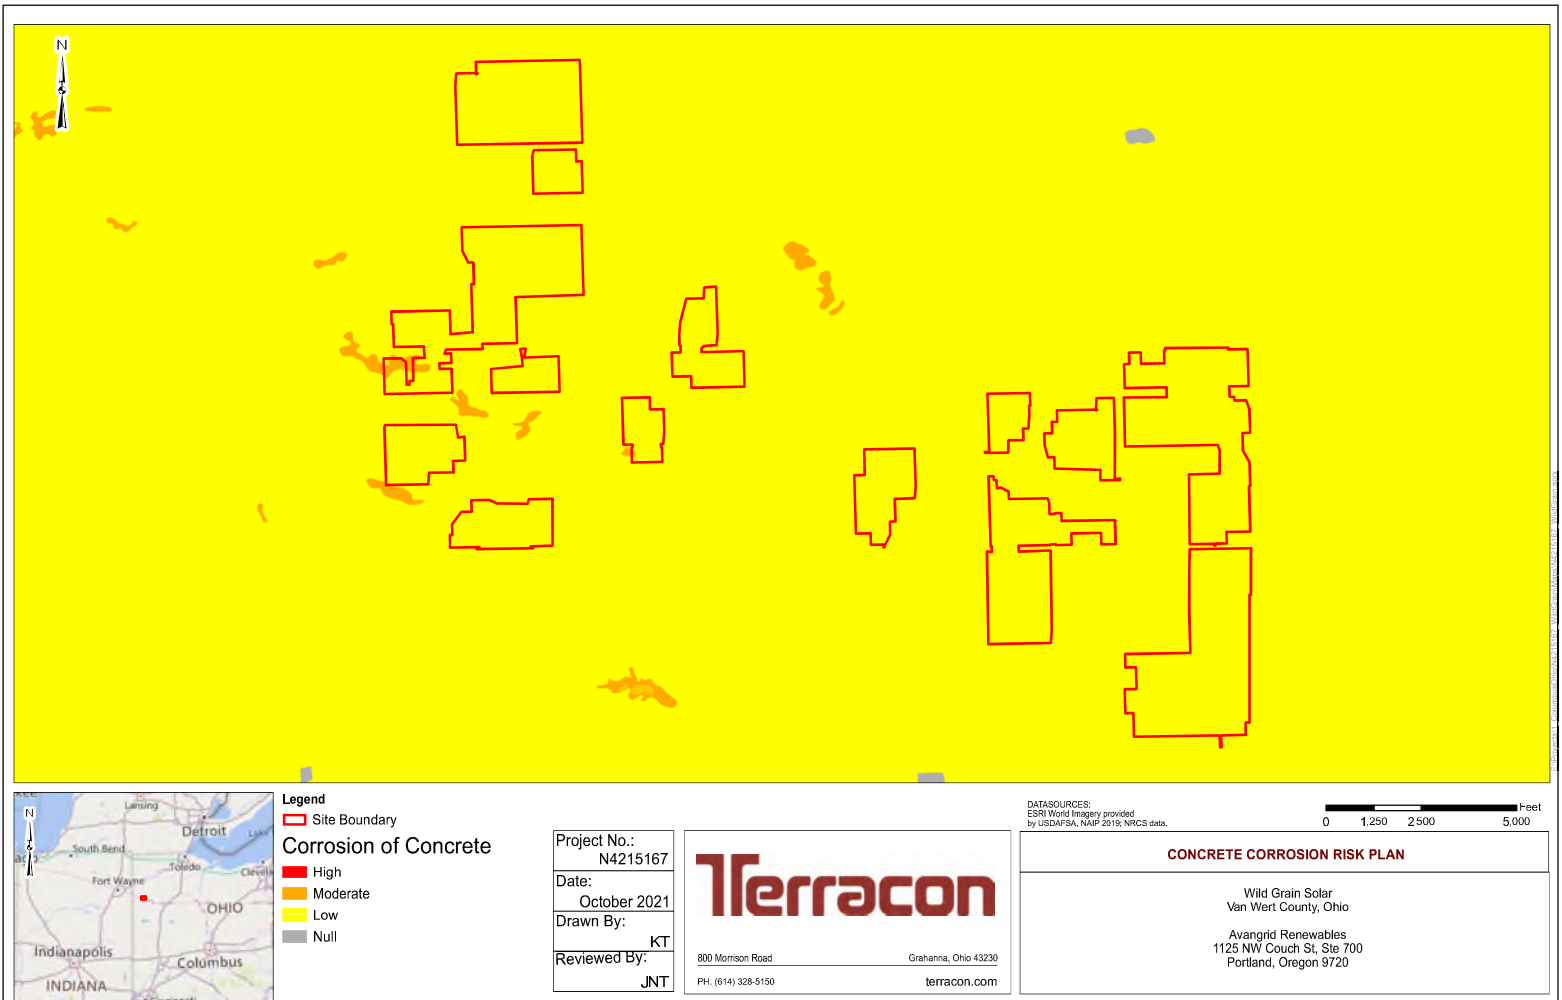 N
N
Lansing
Detroit
Lake
South Bend
Toledo
Fort Wayne
OHIO
Indianapolis
Columbus
INDIANA
Legend
Site Boundary
Corrosion of Concrete
High
Moderate
Low
Null
Project No.:
N4215167
Date:
October 2021
Drawn By:
KT
Reviewed By:
JNT
Terracon
800 Morrison Road Grahanna, Ohio 43230
PH. (614) 328-5150 terracon.com
DATASOURCES:
ESRI World Imagery provided
by USDAFSA, NAIP 2019; NRCS data.
Feet
0 1,250 2 500 5,000
CONCRETE CORROSION RISK PLAN
Wild Grain Solar
Van Wert County, Ohio
Avangrid Renewables
1125 NW Couch St, Ste 700
Portland, Oregon 9720